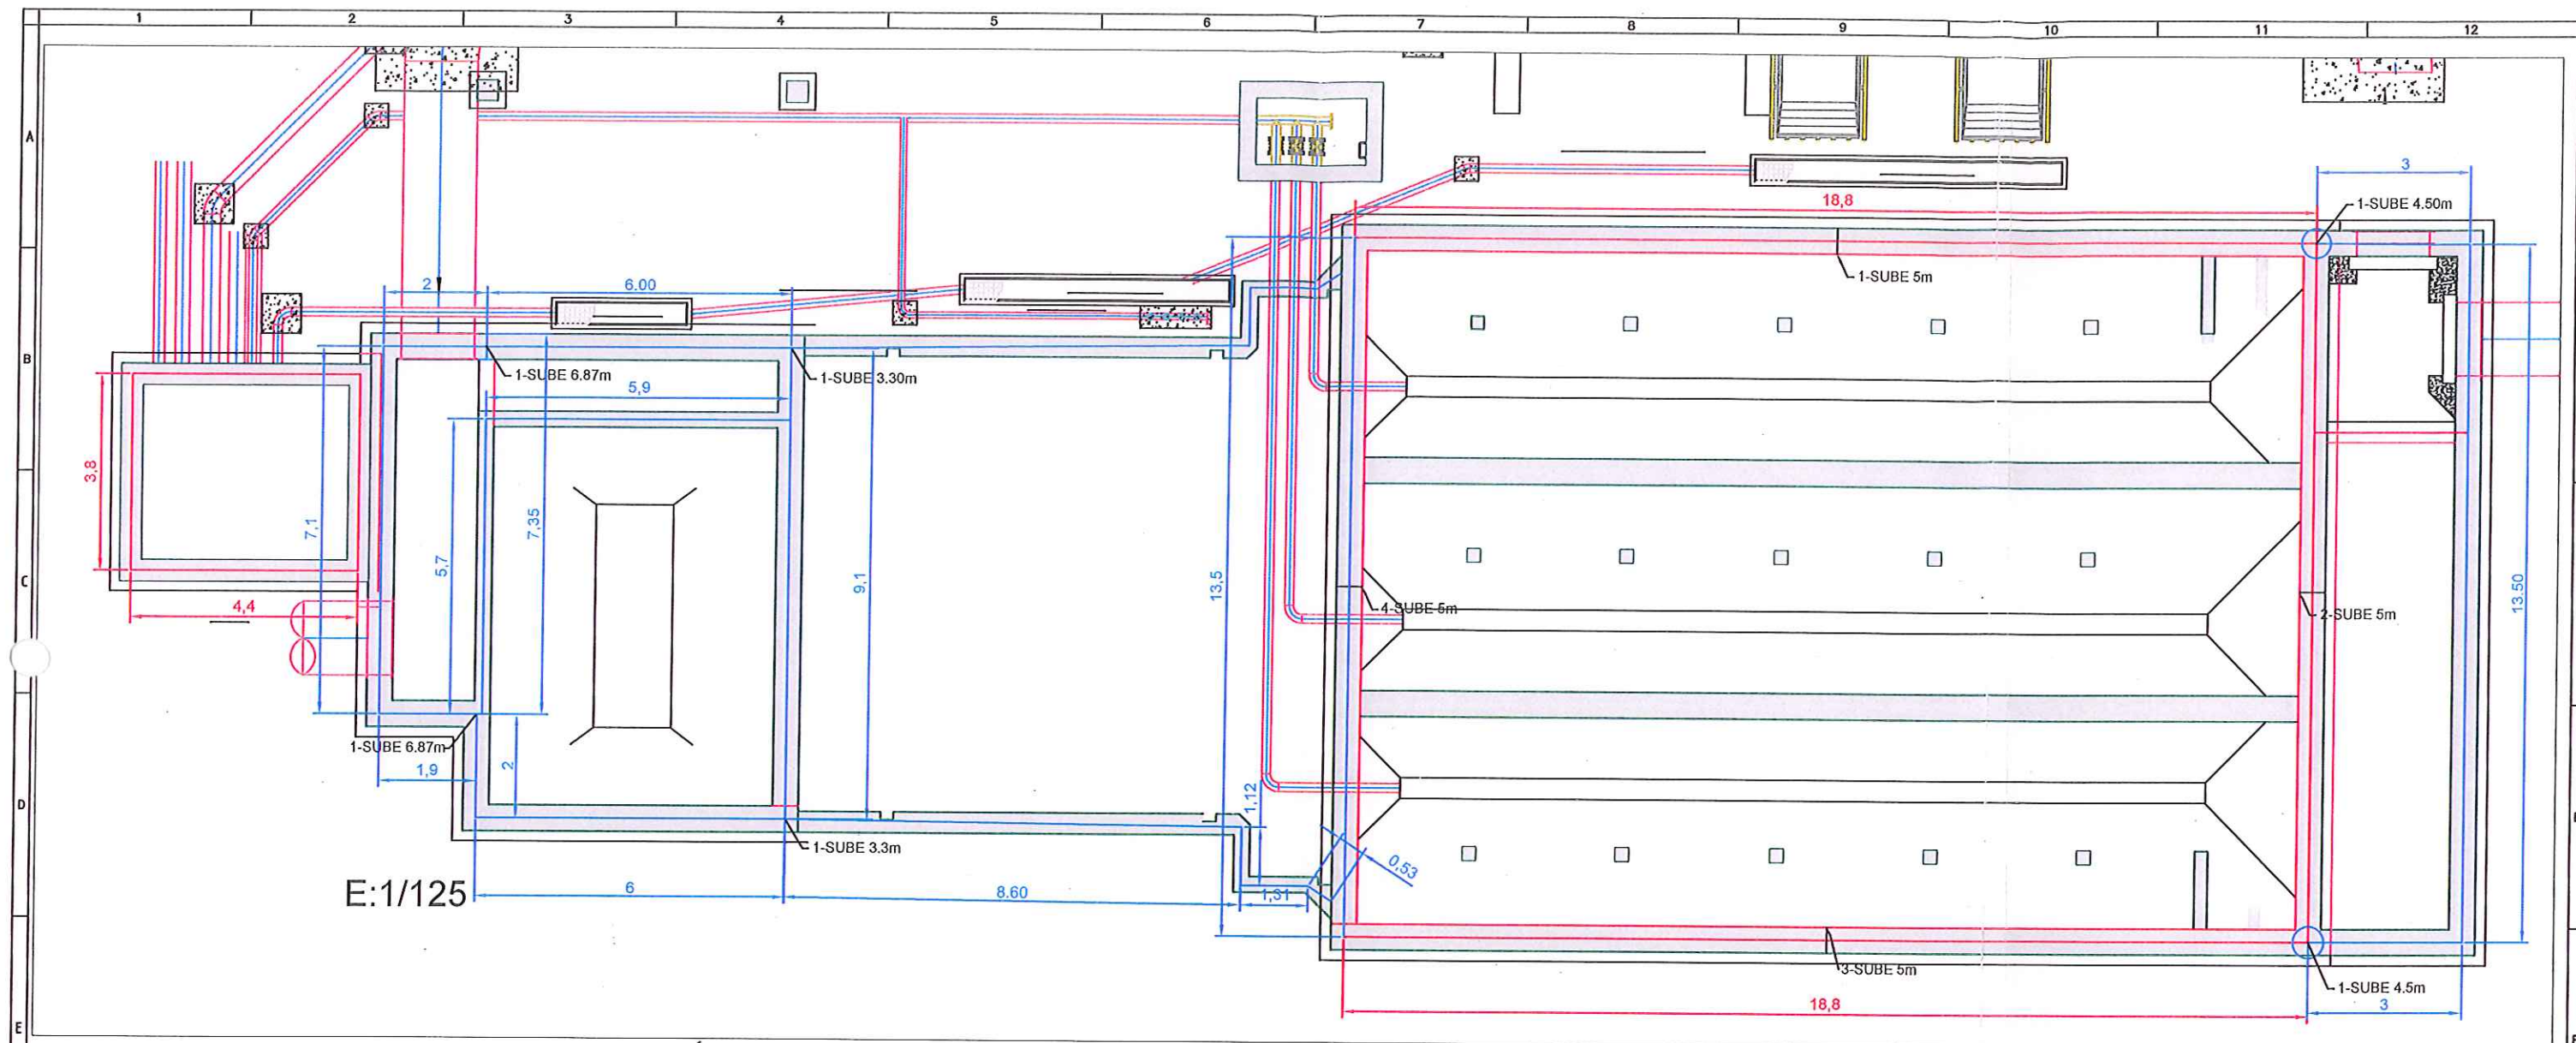 1 2 3 4 5 6 7 8 9 10 11 12
A
3
18,8
1-SUBE 4.50m
1-SUBE 5m
2
6.00
B
1-SUBE 6.87m
1-SUBE 3.30m
5,9
3,8
7,1
7,35
5,7
9,1
13,5
C
13.50
4,4
4-SUBE 5m
2-SUBE 5m
1-SUBE 6.87m
1,9
2
D
1,12
1-SUBE 3.3m
0,53
E:1/125
6
8.60
1,31
3-SUBE 5m
1-SUBE 4.5m
18,8
3
E